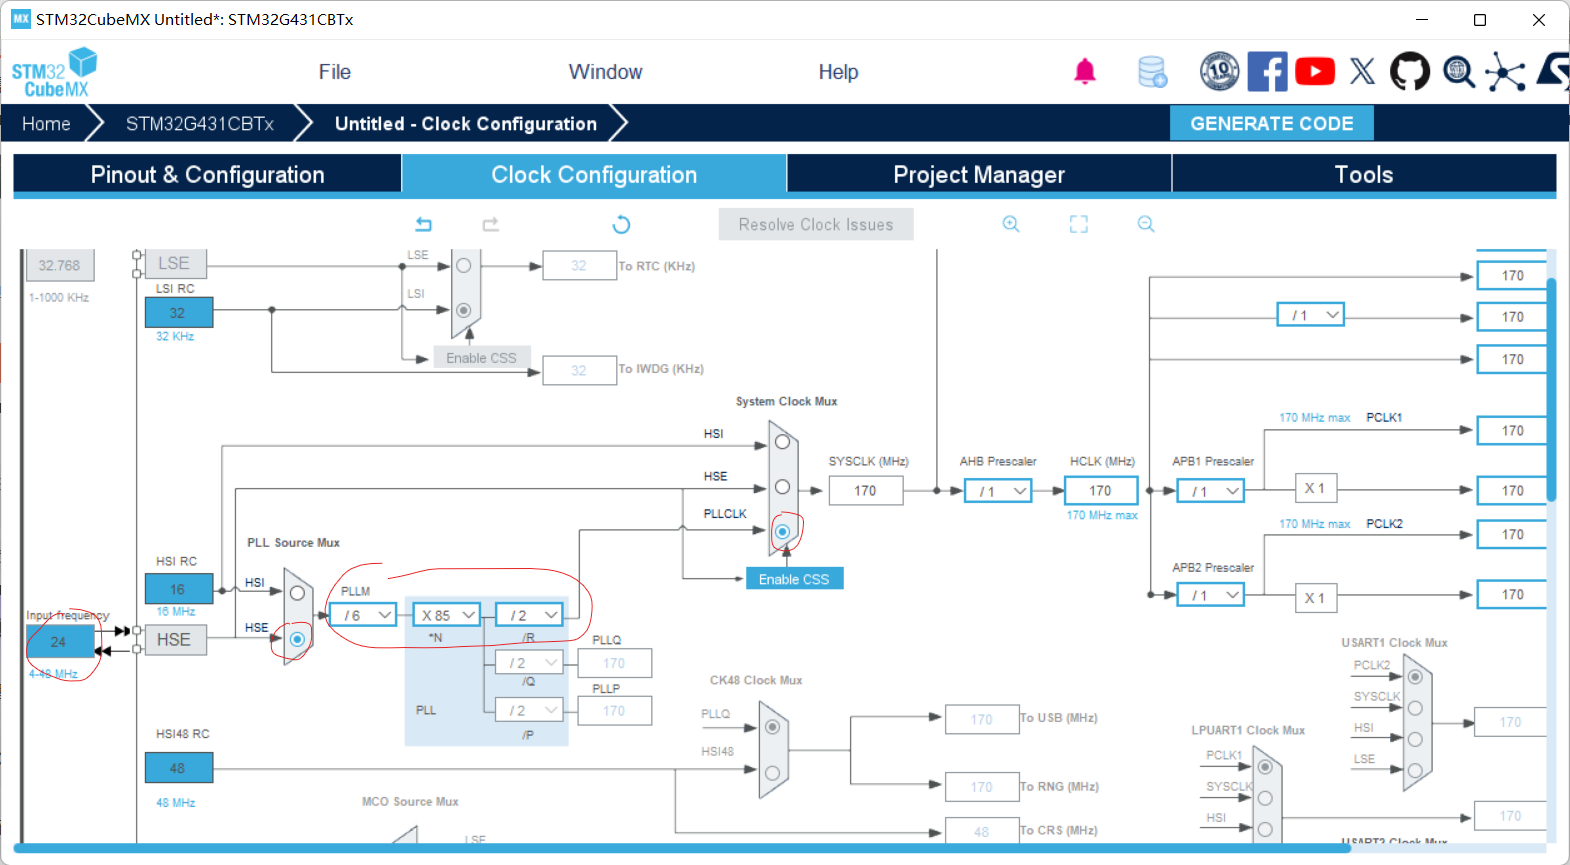 MX STM32CubeMX Untitled*: STM32G431CBTx
STM32 CubeMX
File Window Help
10 YEARS
Home STM32G431CBTx Untitled - Clock Configuration GENERATE CODE
Pinout & Configuration Clock Configuration Project Manager Tools
Resolve Clock Issues
32.768
1-1000 KHz
LSE
LSI RC
32
32 KHz
LSE
LSI
Enable CSS
32 To RTC (KHz)
32 To IWDG (KHz)
System Clock Mux
HSI
HSE
PLLCLK
Enable CSS
SYSCLK (MHz)
170
AHB Prescaler
/ 1
HCLK (MHz)
170
170 MHz max
170
/ 1
170
170
170 MHz max PCLK1
170
APB1 Prescaler
/ 1
X 1
170
170 MHz max PCLK2
170
APB2 Prescaler
/ 1
X 1
170
PLL Source Mux
HSI RC
16
16 MHz
HSI
Input frequency
24
4-48 MHz
HSE
HSE
PLLM
/ 6
X 85
*N
/ 2
/R
/ 2
/Q
PLLQ
170
PLLP
170
/ 2
/P
PLL
HSI48 RC
48
48 MHz
MCO Source Mux
LSE
CK48 Clock Mux
PLLQ
HSI48
170 To USB (MHz)
170 To RNG (MHz)
48 To CRS (MHz)
USART1 Clock Mux
PCLK2
SYSCLK
HSI
LSE
170
LPUART1 Clock Mux
PCLK1
SYSCLK
HSI
170
USART2 Clock Mux